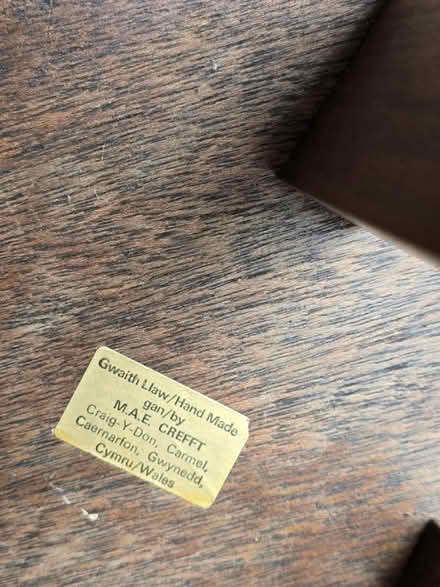 Gwaith Llaw/Hand Made
gan/by
M.A.E. CREFFT
Craig-Y-Don, Carmel,
Caernarfon, Gwynedd,
Cymru/Wales